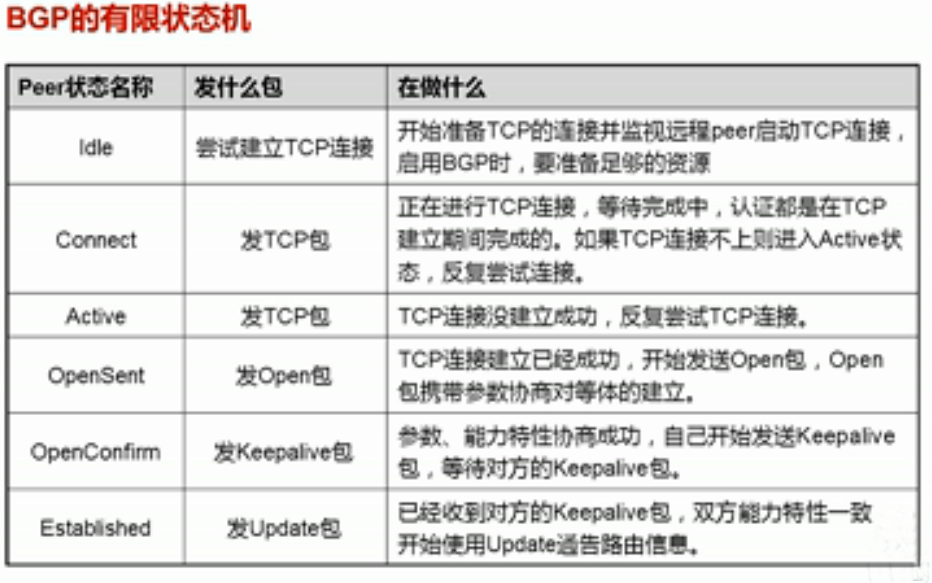 BGP的有限状态机
Peer状态名称 发什么包 在做什么
Idle 尝试建立TCP连接 开始准备TCP的连接并监视远程peer启动TCP连接，
启用BGP时，要准备足够的资源
Connect 发TCP包 正在进行TCP连接，等待完成中，认证都是在TCP
建立期间完成的。如果TCP连接不上则进入Active状
态，反复尝试连接。
Active 发TCP包 TCP连接没建立成功，反复尝试TCP连接。
OpenSent 发Open包 TCP连接建立已经成功，开始发送Open包，Open
包携带参数协商对等体的建立。
OpenConfirm 发Keepalive包 参数、能力特性协商成功，自己开始发送Keepalive
包，等待对方的Keepalive包。
Established 发Update包 已经收到对方的Keepalive包，双方能力特性一致
开始使用Update通告路由信息。